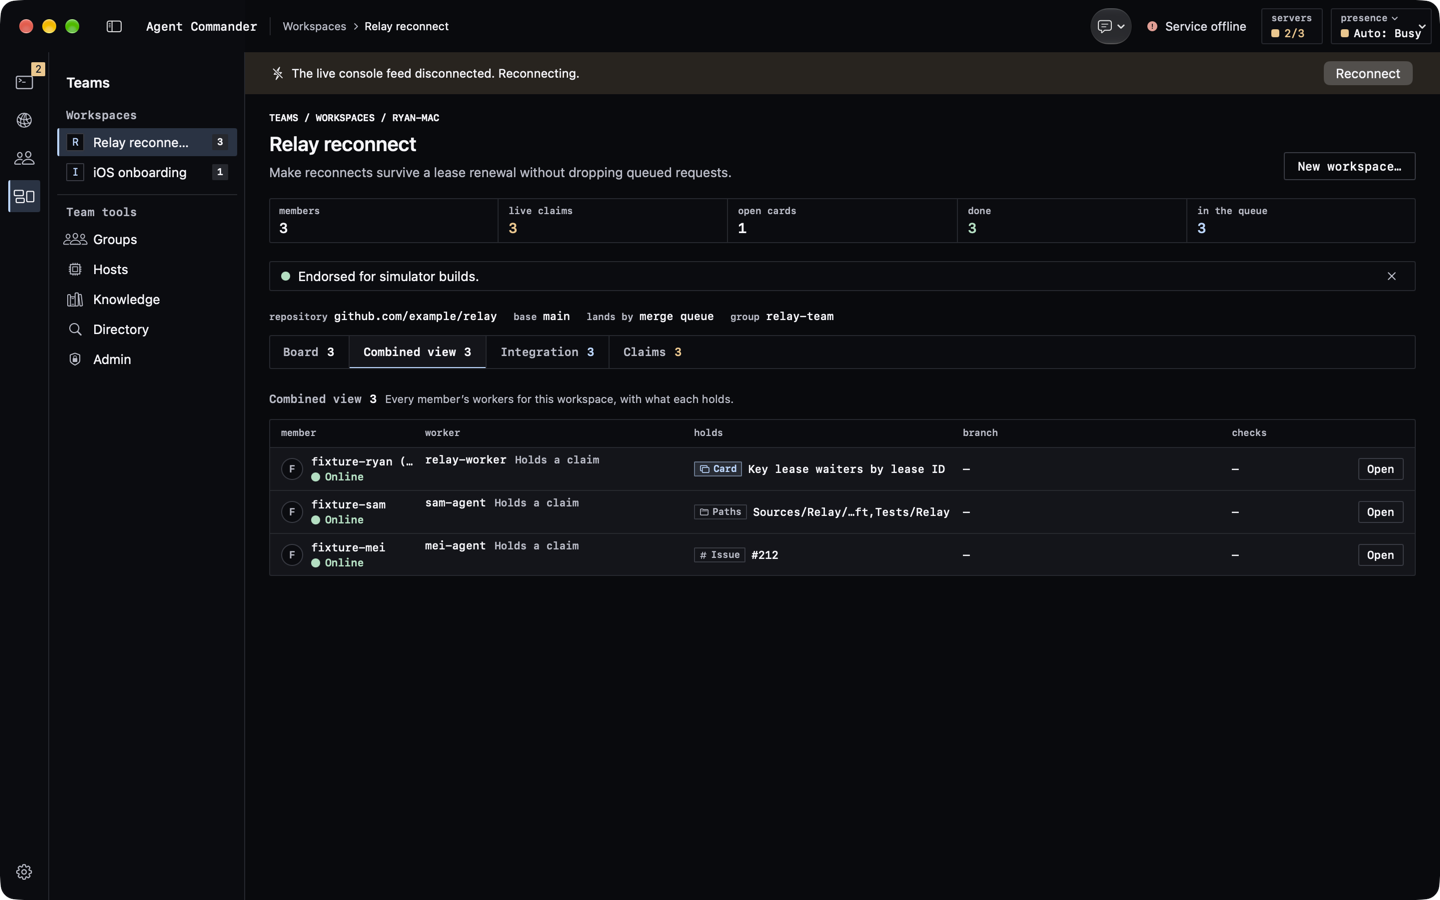 Agent Commander
Workspaces > Relay reconnect
Service offline
servers
2/3
presence
Auto: Busy
2
Teams
Workspaces
R Relay reconne… 3
I iOS onboarding 1
Team tools
Groups
Hosts
Knowledge
Directory
Admin
The live console feed disconnected. Reconnecting.
Reconnect
TEAMS / WORKSPACES / RYAN-MAC
Relay reconnect
Make reconnects survive a lease renewal without dropping queued requests.
New workspace…
members
3
live claims
3
open cards
1
done
3
in the queue
3
Endorsed for simulator builds.
repository github.com/example/relay base main lands by merge queue group relay-team
Board 3 Combined view 3 Integration 3 Claims 3
Combined view 3 Every member's workers for this workspace, with what each holds.
member worker holds branch checks
F fixture-ryan (… relay-worker Holds a claim Card Key lease waiters by lease ID — — Open
Online
F fixture-sam sam-agent Holds a claim Paths Sources/Relay/…ft,Tests/Relay — — Open
Online
F fixture-mei mei-agent Holds a claim # Issue #212 — — Open
Online